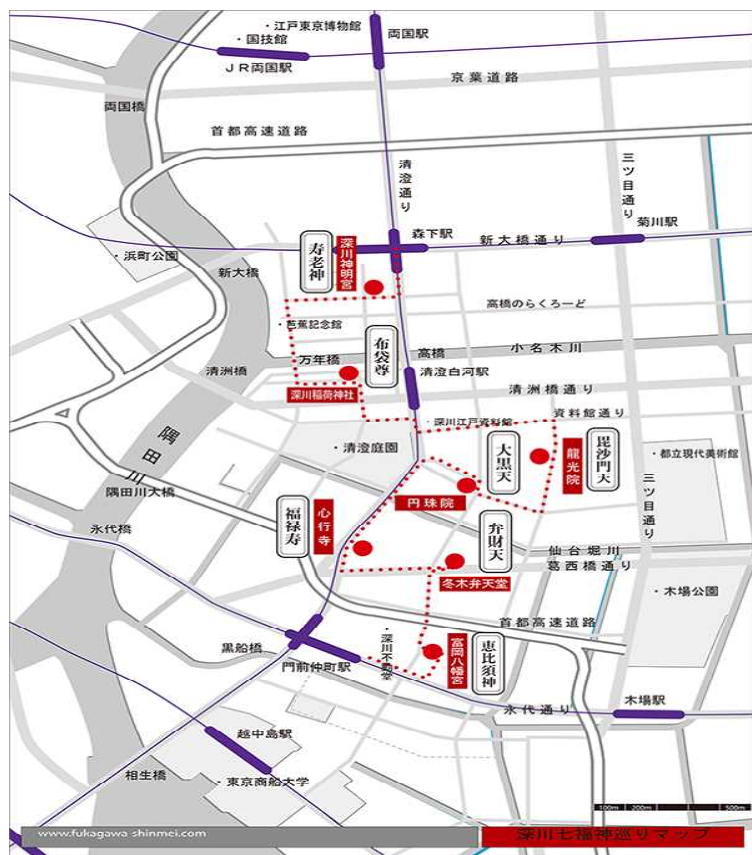 ・江戸東京博物館
・国技館
両国駅
ＪＲ両国駅
京葉道路
両国橋
首都高速道路
清澄通り
三ツ目通り
森下駅
新大橋通り
菊川駅
寿老神
深川神明宮
・浜町公園
新大橋
高橋のらくろーど
・芭蕉記念館
布袋尊
万年橋
高橋
小名木川
清洲橋
清澄白河駅
深川稲荷神社
清洲橋通り
資料館通り
・深川江戸資料館
隅田川
・清澄庭園
大黒天
龍光院
毘沙門天
・都立現代美術館
三ツ目通り
隅田川大橋
円珠院
福禄寿
心行寺
弁財天
永代橋
仙台堀川
葛西橋通り
冬木弁天堂
・木場公園
首都高速道路
黒船橋
・深川不動堂
富岡八幡宮
恵比須神
門前仲町駅
木場駅
永代通り
越中島駅
相生橋
・東京商船大学
100m 200m 500m
www.fukagawa-shinmei.com
深川七福神巡りマップ